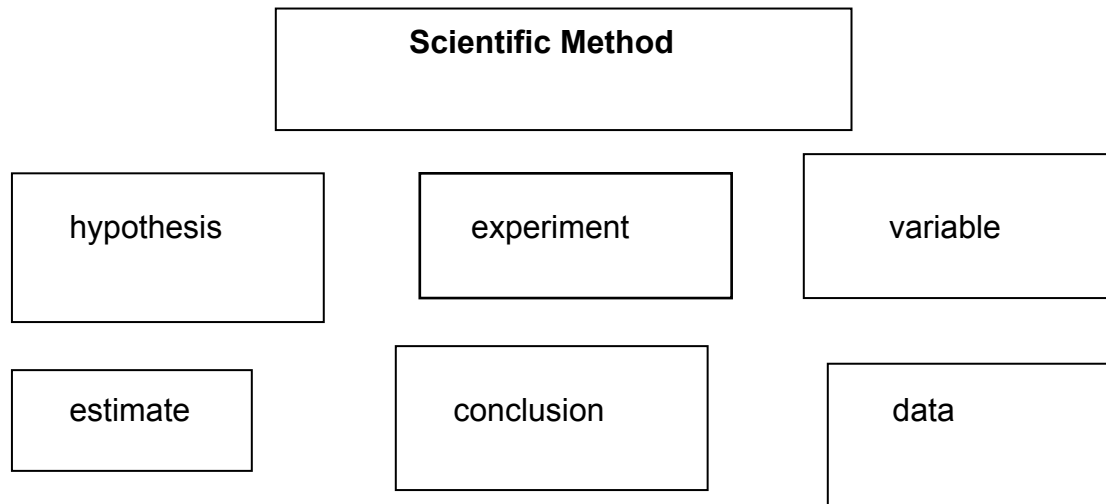 Scientific Method
hypothesis
experiment
variable
estimate
conclusion
data